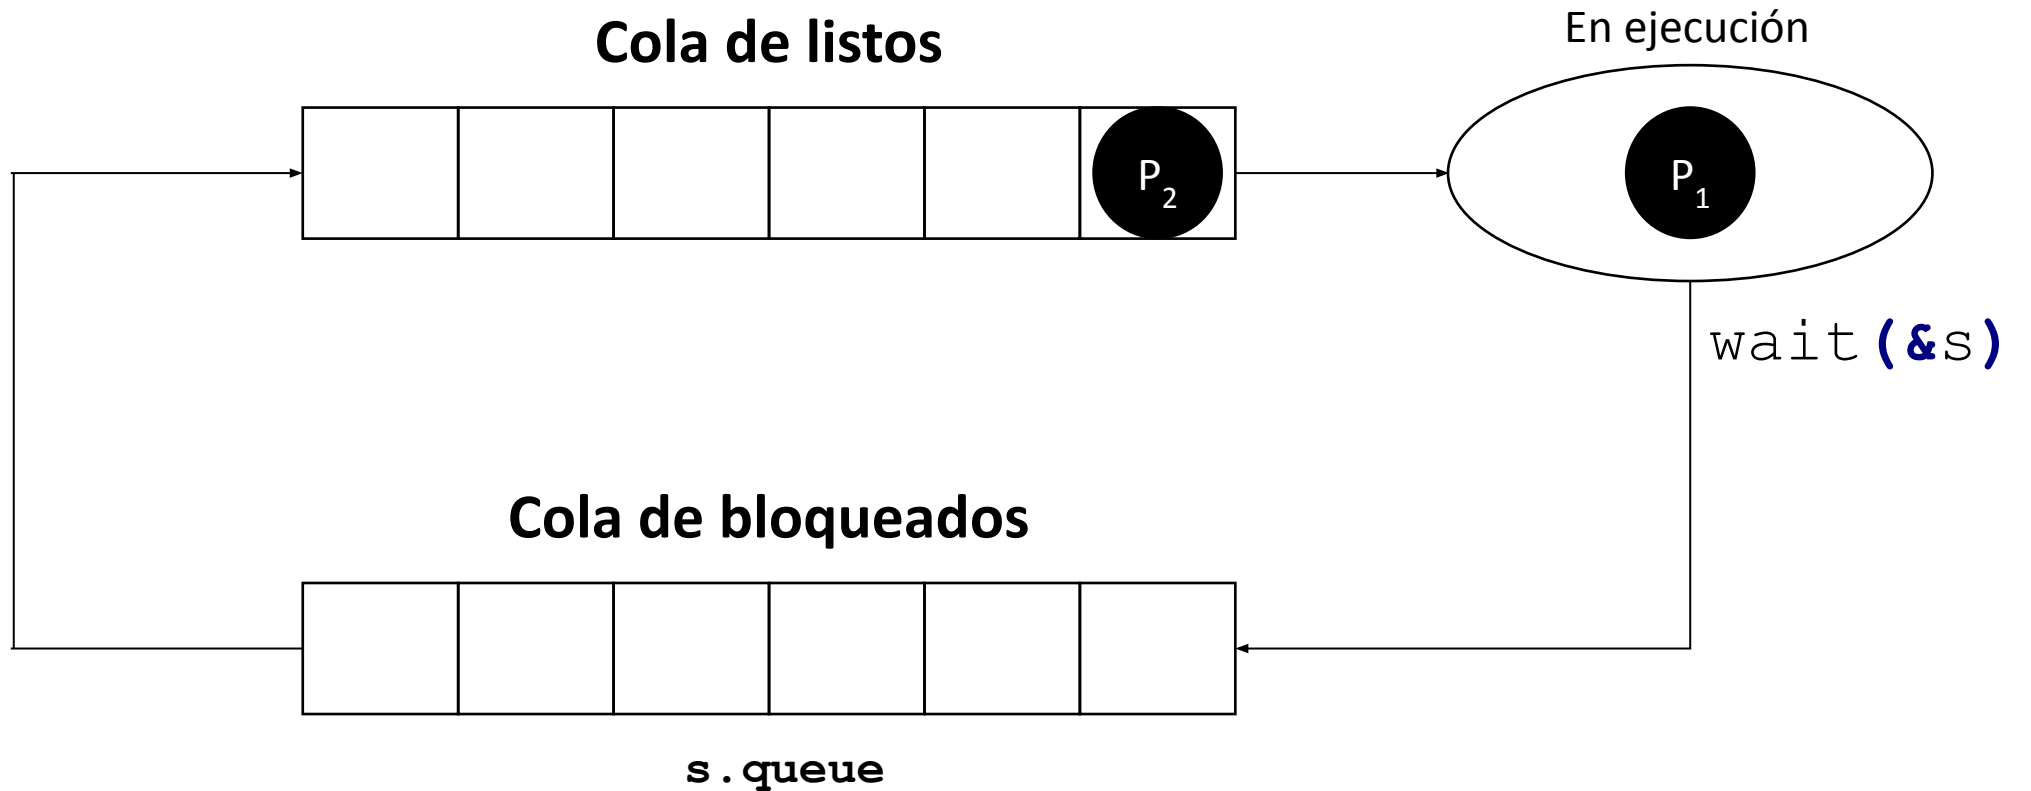 Cola de listos
En ejecución
P2
P1
wait(&s)
Cola de bloqueados
s.queue